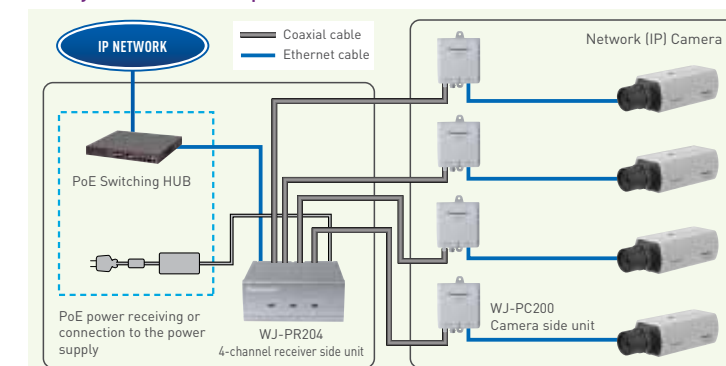 IP NETWORK
Coaxial cable
Ethernet cable
Network (IP) Camera
PoE Switching HUB
PoE power receiving or
connection to the power
supply
WJ-PR204
4-channel receiver side unit
WJ-PC200
Camera side unit